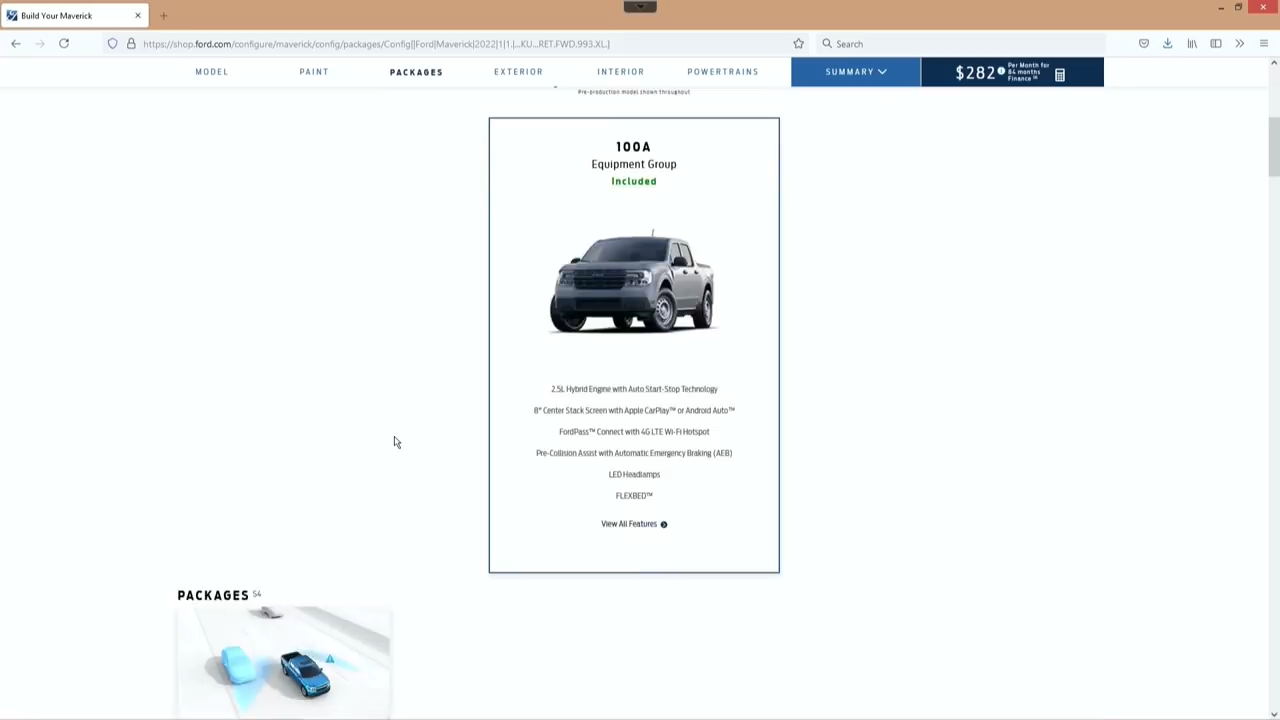 Build Your Maverick
https://shop.ford.com/configure/maverick/config/packages/Config[|Ford|Maverick|2022|1|1.|...KU...RET.FWD.993.XL.]
Search
MODEL
PAINT
PACKAGES
EXTERIOR
INTERIOR
POWERTRAINS
SUMMARY
$282
Per Month for
84 months
Finance
Pre-production model shown throughout
100A
Equipment Group
Included
2.5L Hybrid Engine with Auto Start-Stop Technology
8" Center Stack Screen with Apple CarPlay™ or Android Auto™
FordPass™ Connect with 4G LTE Wi-Fi Hotspot
Pre-Collision Assist with Automatic Emergency Braking (AEB)
LED Headlamps
FLEXBED™
View All Features
PACKAGES 54